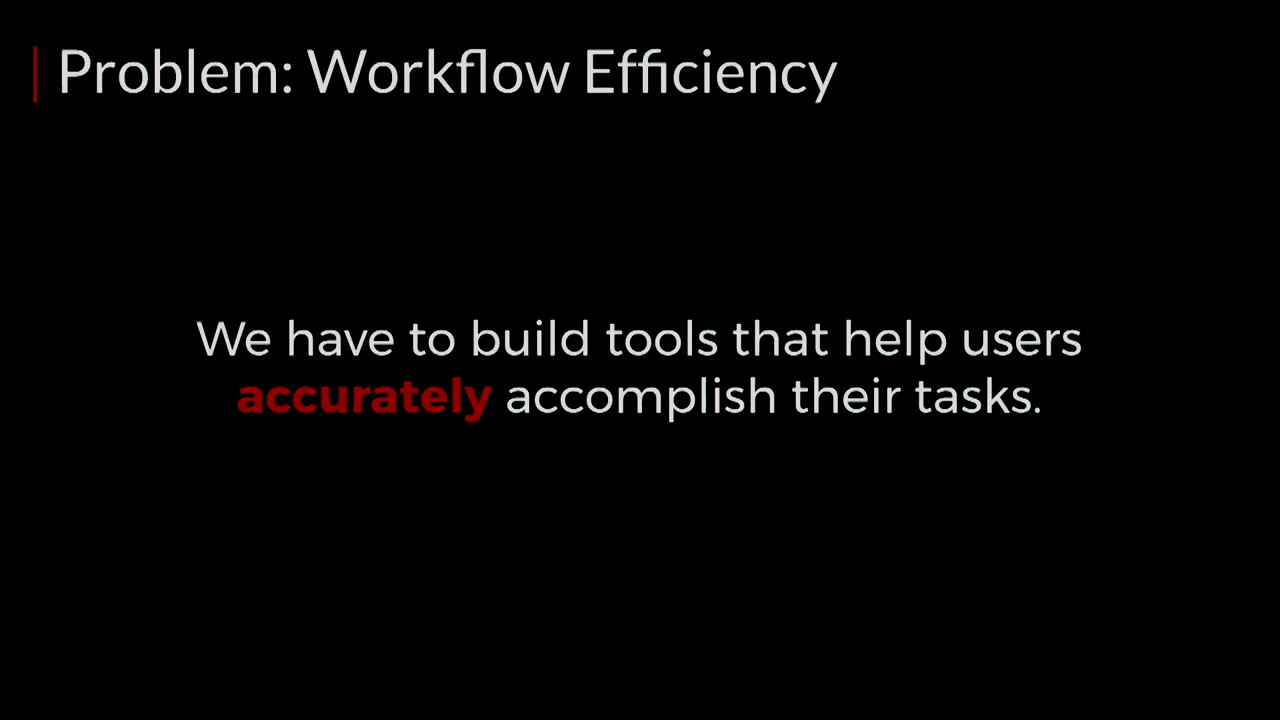 Problem: Workflow Efficiency
We have to build tools that help users
accurately accomplish their tasks.